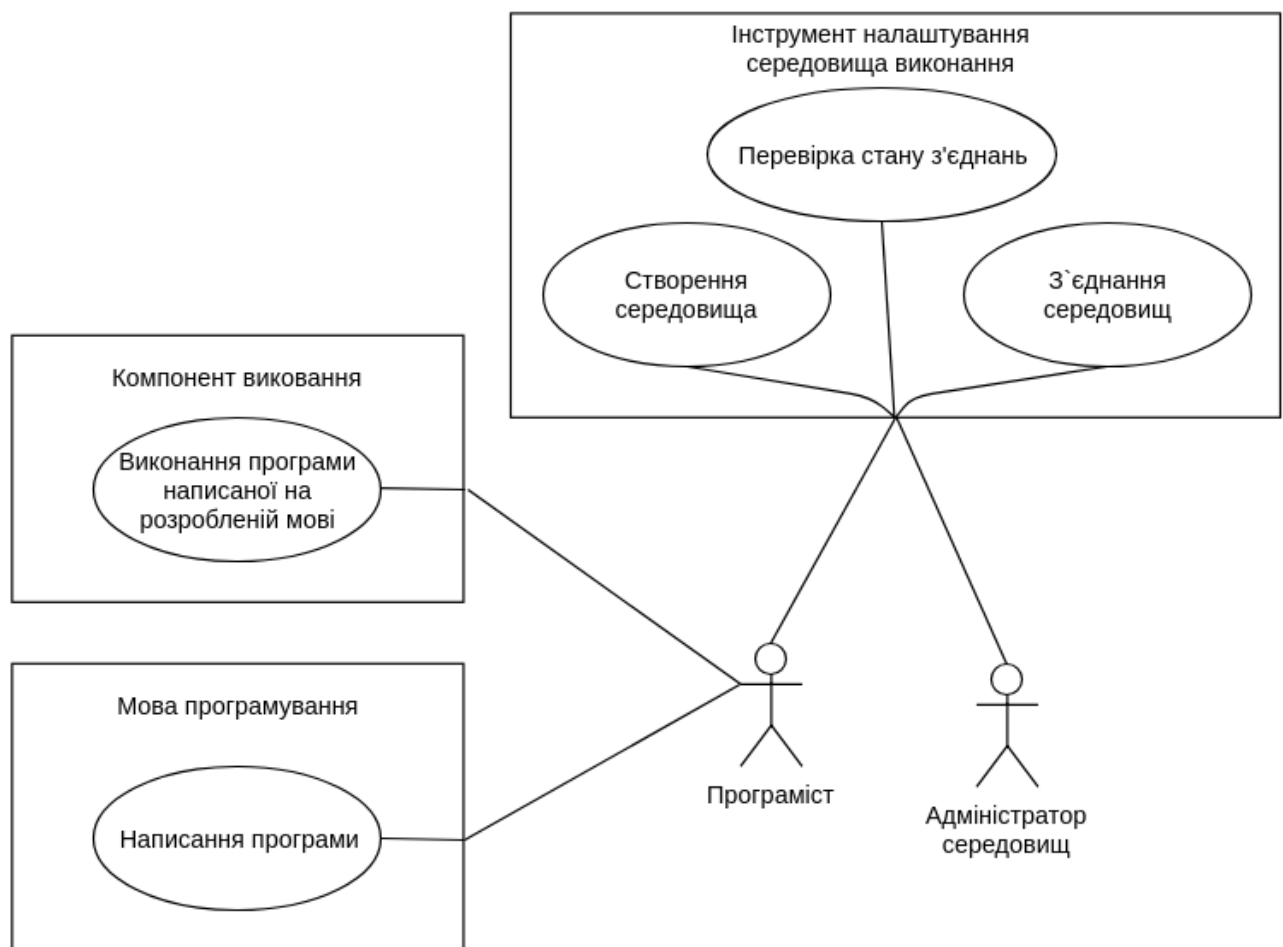 Інструмент налаштування
середовища виконання
Перевірка стану з'єднань
Створення
середовища
З`єднання
середовищ
Компонент виковання
Виконання програми
написаної на
розробленій мові
Мова програмування
Написання програми
Програміст
Адміністратор
середовищ